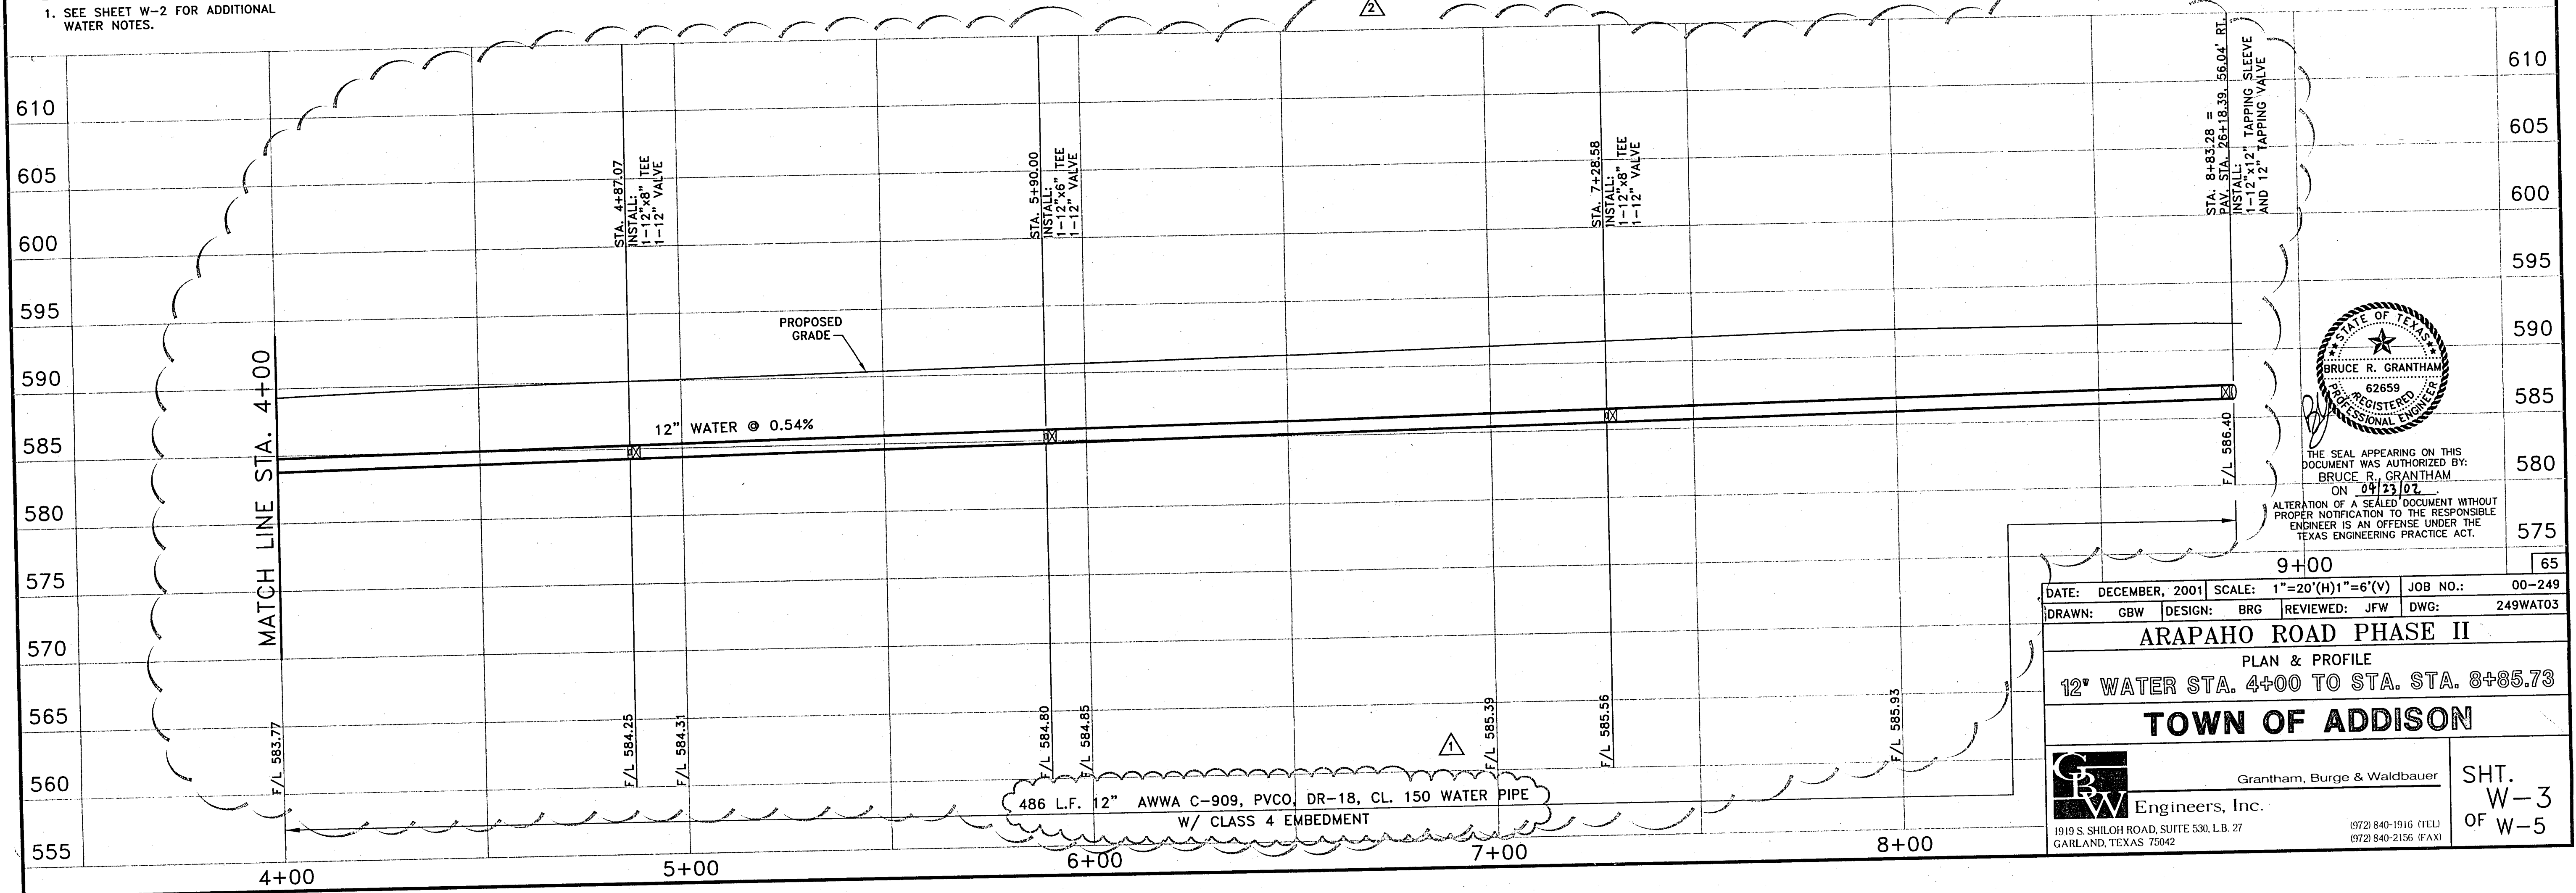 1. SEE SHEET W-2 FOR ADDITIONAL
WATER NOTES.
2
610
605
600
595
590
585
580
575
570
565
560
555
610
605
600
595
590
585
580
575
MATCH LINE STA. 4+00
STA. 4+87.07
INSTALL:
1-12"x8" TEE
1-12" VALVE
STA. 5+90.00
INSTALL:
1-12"x6" TEE
1-12" VALVE
STA. 7+28.58
INSTALL:
1-12"x8" TEE
1-12" VALVE
STA. 8+83.28 =
PAV. STA. 26+18.39, 56.04' RT.
INSTALL:
1-12"x12" TAPPING SLEEVE
AND 12" TAPPING VALVE
PROPOSED
GRADE
12" WATER @ 0.54%
F/L 583.77
F/L 584.25
F/L 584.31
F/L 584.80
F/L 584.85
F/L 585.39
F/L 585.56
F/L 585.93
F/L 586.40
1
486 L.F. 12" AWWA C-909, PVCO, DR-18, CL. 150 WATER PIPE
W/ CLASS 4 EMBEDMENT
4+00
5+00
6+00
7+00
8+00
9+00
STATE OF TEXAS
BRUCE R. GRANTHAM
62659
REGISTERED
PROFESSIONAL ENGINEER
THE SEAL APPEARING ON THIS
DOCUMENT WAS AUTHORIZED BY:
BRUCE R. GRANTHAM
ON 04/23/02.
ALTERATION OF A SEALED DOCUMENT WITHOUT
PROPER NOTIFICATION TO THE RESPONSIBLE
ENGINEER IS AN OFFENSE UNDER THE
TEXAS ENGINEERING PRACTICE ACT.
65
DATE: DECEMBER, 2001 SCALE: 1"=20'(H)1"=6'(V) JOB NO.: 00-249
DRAWN: GBW DESIGN: BRG REVIEWED: JFW DWG: 249WAT03
ARAPAHO ROAD PHASE II
PLAN & PROFILE
12" WATER STA. 4+00 TO STA. STA. 8+85.73
TOWN OF ADDISON
GBW
Grantham, Burge & Waldbauer
Engineers, Inc.
1919 S. SHILOH ROAD, SUITE 530, L.B. 27
GARLAND, TEXAS 75042
(972) 840-1916 (TEL)
(972) 840-2156 (FAX)
SHT.
W-3
OF W-5